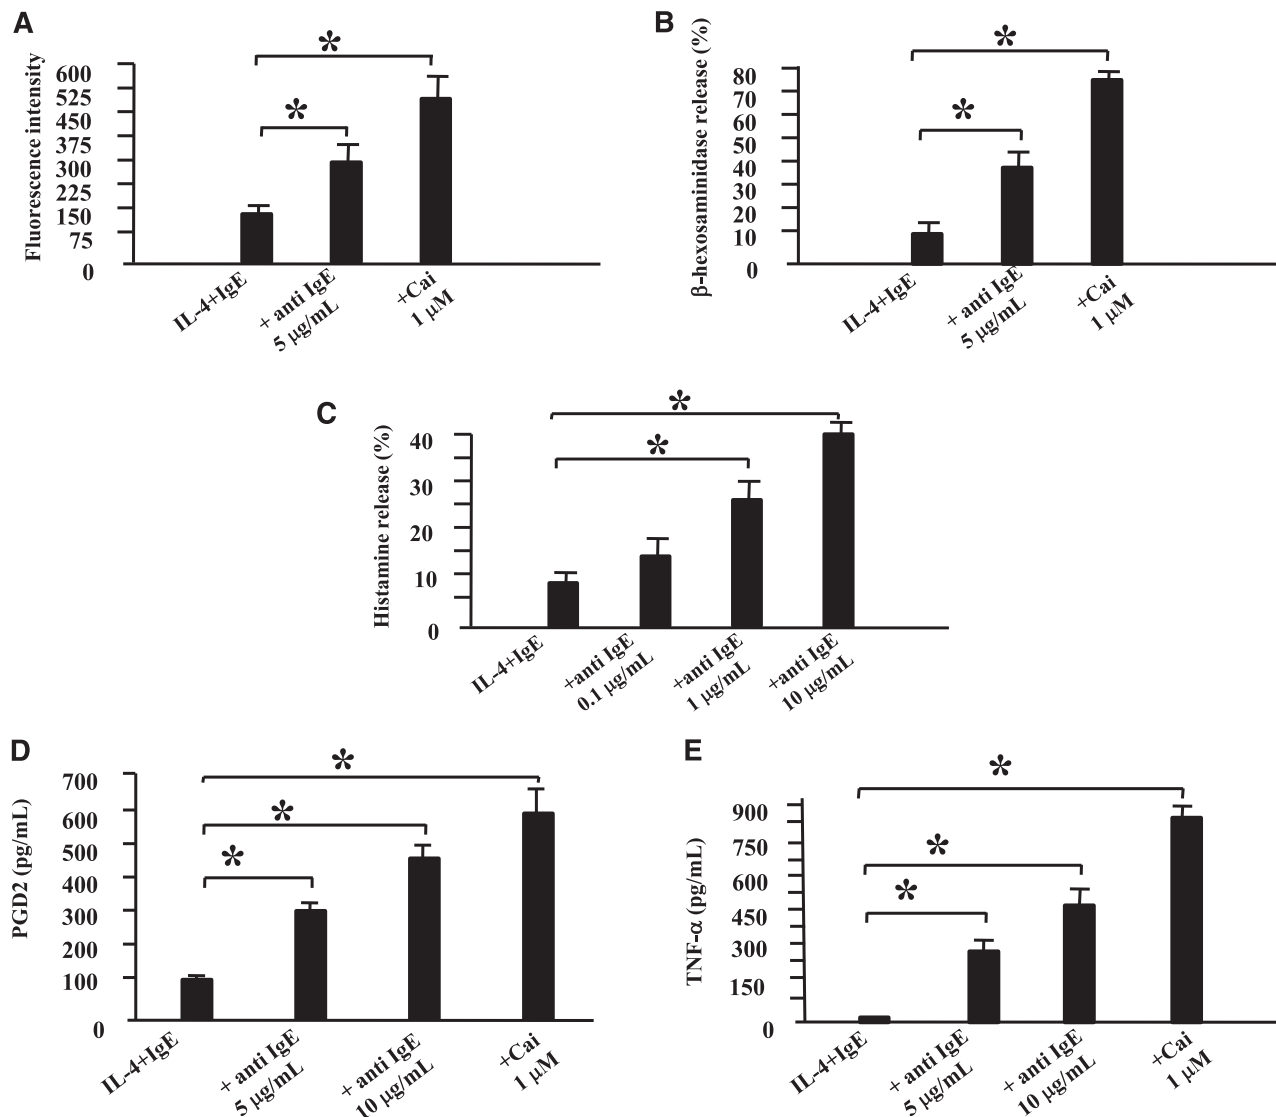 A
Fluorescence intensity
600
525
450
375
300
225
150
75
0
*
*
IL-4+IgE
+ anti IgE
5 μg/mL
+Cai
1 μM
B
β-hexosaminidase release (%)
80
70
60
50
40
30
20
10
0
*
*
IL-4+IgE
+ anti IgE
5 μg/mL
+Cai
1 μM
C
Histamine release (%)
40
30
20
10
0
*
*
IL-4+IgE
+anti IgE
0.1 μg/mL
+anti IgE
1 μg/mL
+anti IgE
10 μg/mL
D
PGD2 (pg/mL)
700
600
500
400
300
200
100
0
*
*
*
IL-4+IgE
+ anti IgE
5 μg/mL
+ anti IgE
10 μg/mL
+Cai
1 μM
E
TNF-α (pg/mL)
900
750
600
450
300
150
0
*
*
*
IL-4+IgE
+ anti IgE
5 μg/mL
+ anti IgE
10 μg/mL
+Cai
1 μM